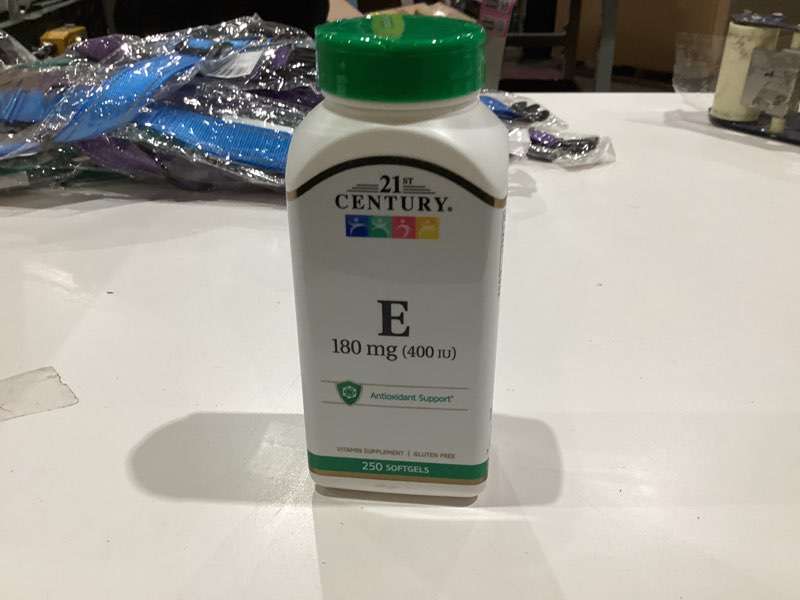 21ST
CENTURY®
E
180 mg (400 IU)
Antioxidant Support*
VITAMIN SUPPLEMENT | GLUTEN FREE
250 SOFTGELS